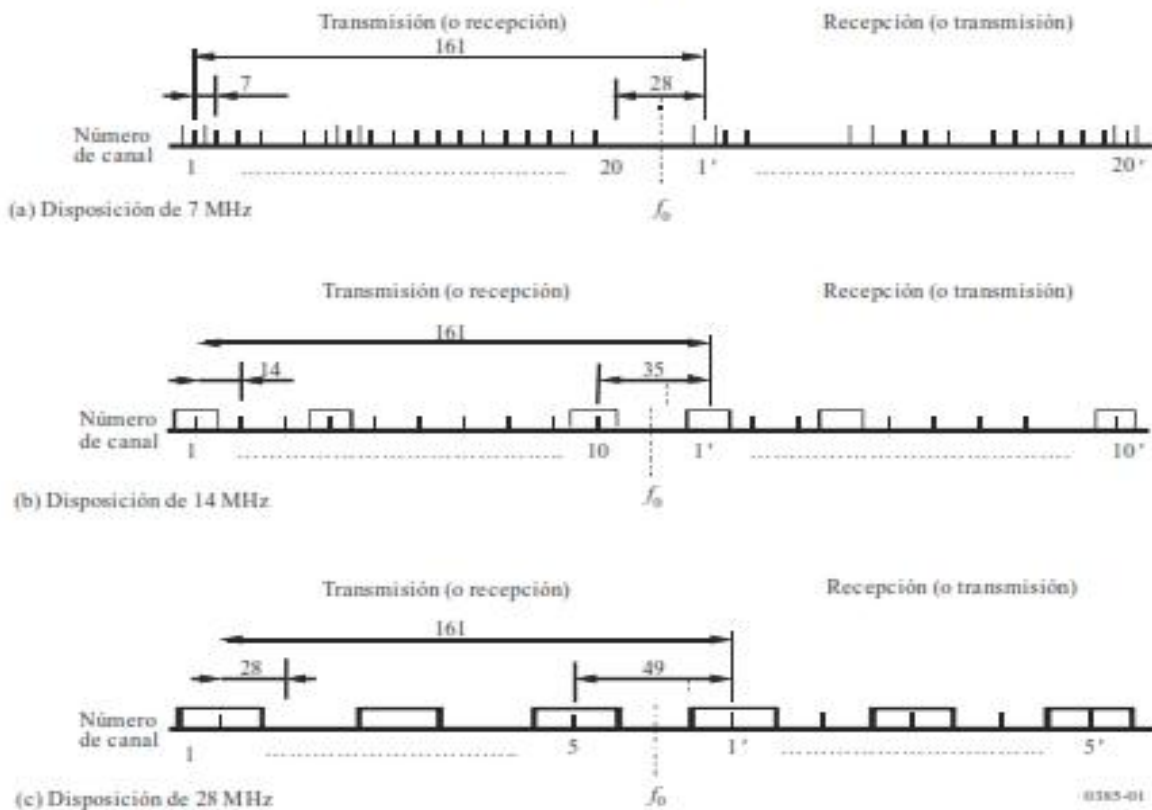 Transmisión (o recepción) Recepción (o transmisión)
161
7 28
Número
de canal
1 20 1' 20'
(a) Disposición de 7 MHz f₀
Transmisión (o recepción) Recepción (o transmisión)
161
14 35
Número
de canal
1 10 1' 10'
(b) Disposición de 14 MHz f₀
Transmisión (o recepción) Recepción (o transmisión)
161
28 49
Número
de canal
1 5 1' 5'
(c) Disposición de 28 MHz f₀ 0385-01